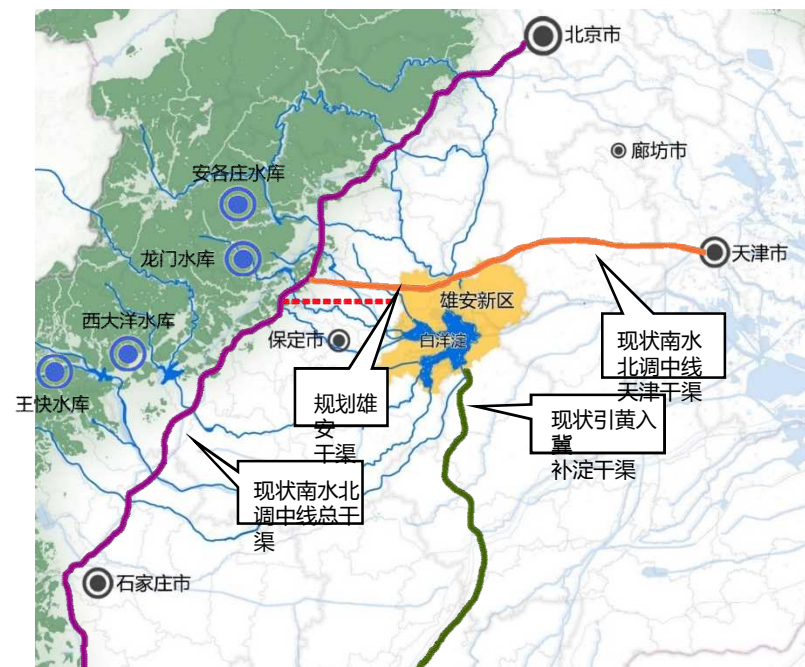 北京市
廊坊市
安各庄水库
龙门水库
天津市
雄安新区
西大洋水库
保定市
白洋淀
现状南水
北调中线
天津干渠
王快水库
规划雄
安
干渠
现状引黄入
冀
补淀干渠
现状南水北
调中线总干
渠
石家庄市